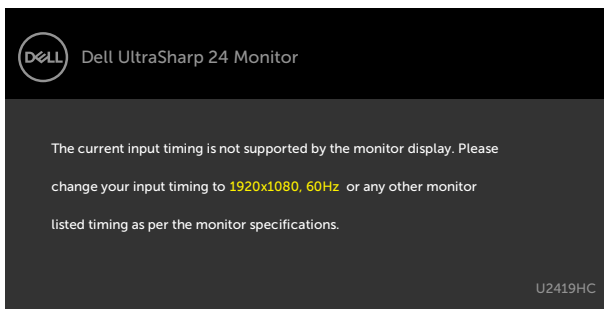 DELL
Dell UltraSharp 24 Monitor
The current input timing is not supported by the monitor display. Please
change your input timing to 1920x1080, 60Hz or any other monitor
listed timing as per the monitor specifications.
U2419HC